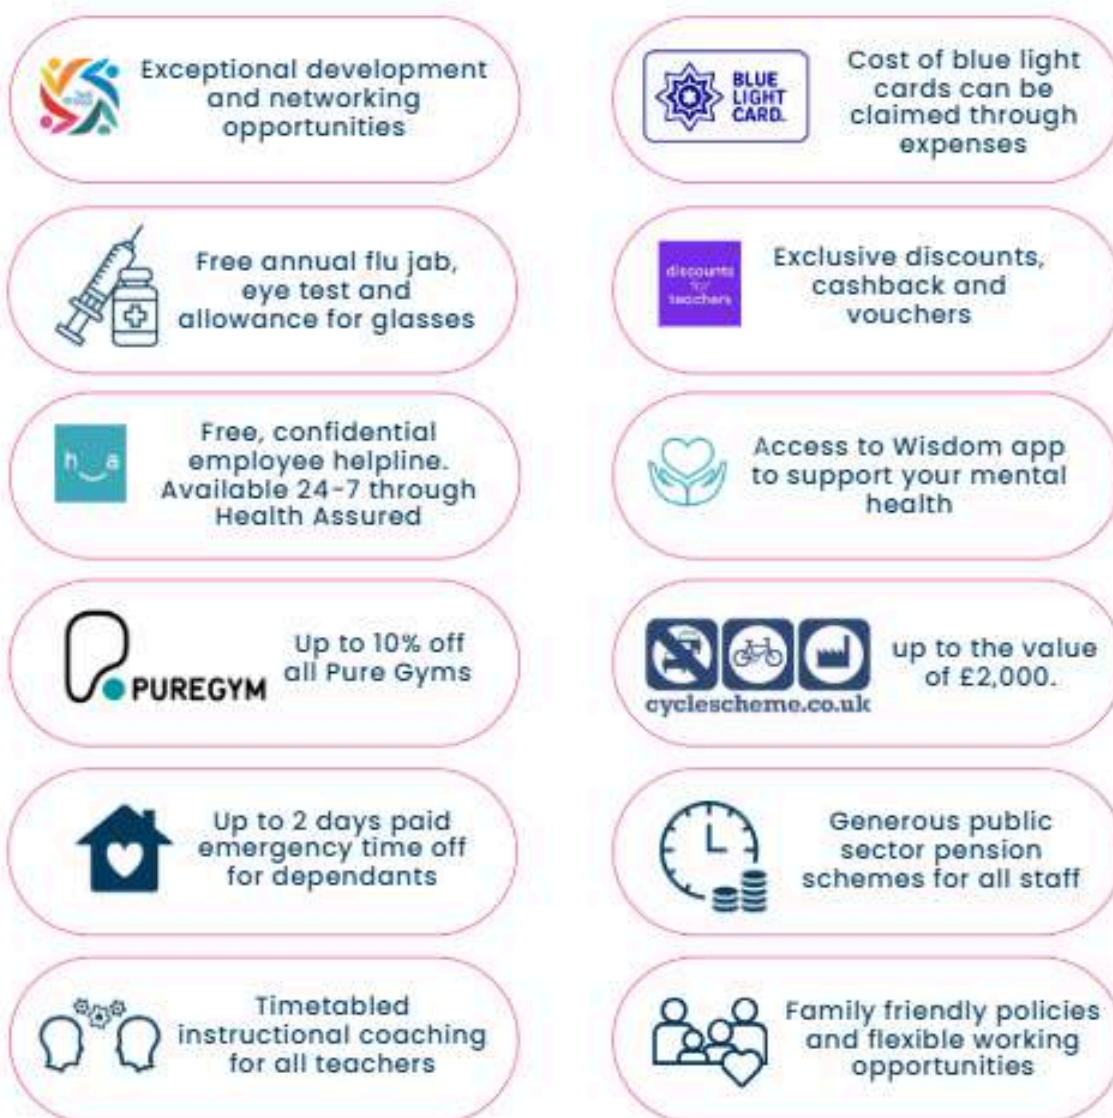 Exceptional development
and networking
opportunities
BLUE
LIGHT
CARD.
Cost of blue light
cards can be
claimed through
expenses
Free annual flu jab,
eye test and
allowance for glasses
discounts
for
teachers
Exclusive discounts,
cashback and
vouchers
h a
Free, confidential
employee helpline.
Available 24-7 through
Health Assured
Access to Wisdom app
to support your mental
health
PUREGYM
Up to 10% off
all Pure Gyms
cyclescheme.co.uk
up to the value
of £2,000.
Up to 2 days paid
emergency time off
for dependants
Generous public
sector pension
schemes for all staff
Timetabled
instructional coaching
for all teachers
Family friendly policies
and flexible working
opportunities